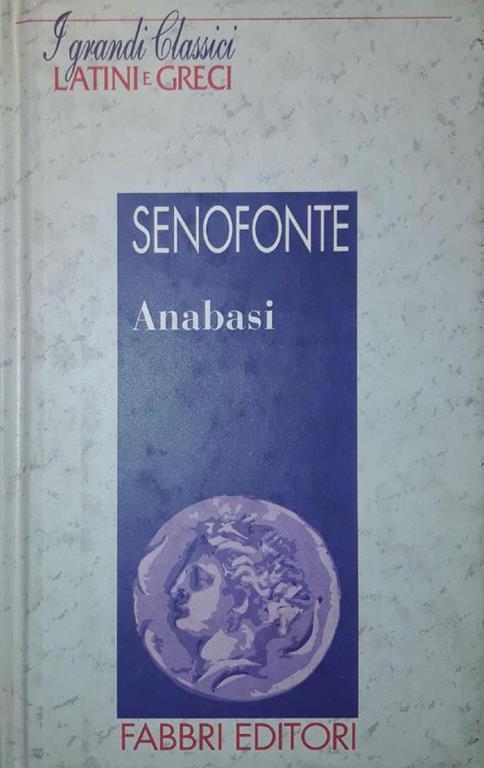 I grandi Classici
LATINI E GRECI
SENOFONTE
Anabasi
FABBRI EDITORI